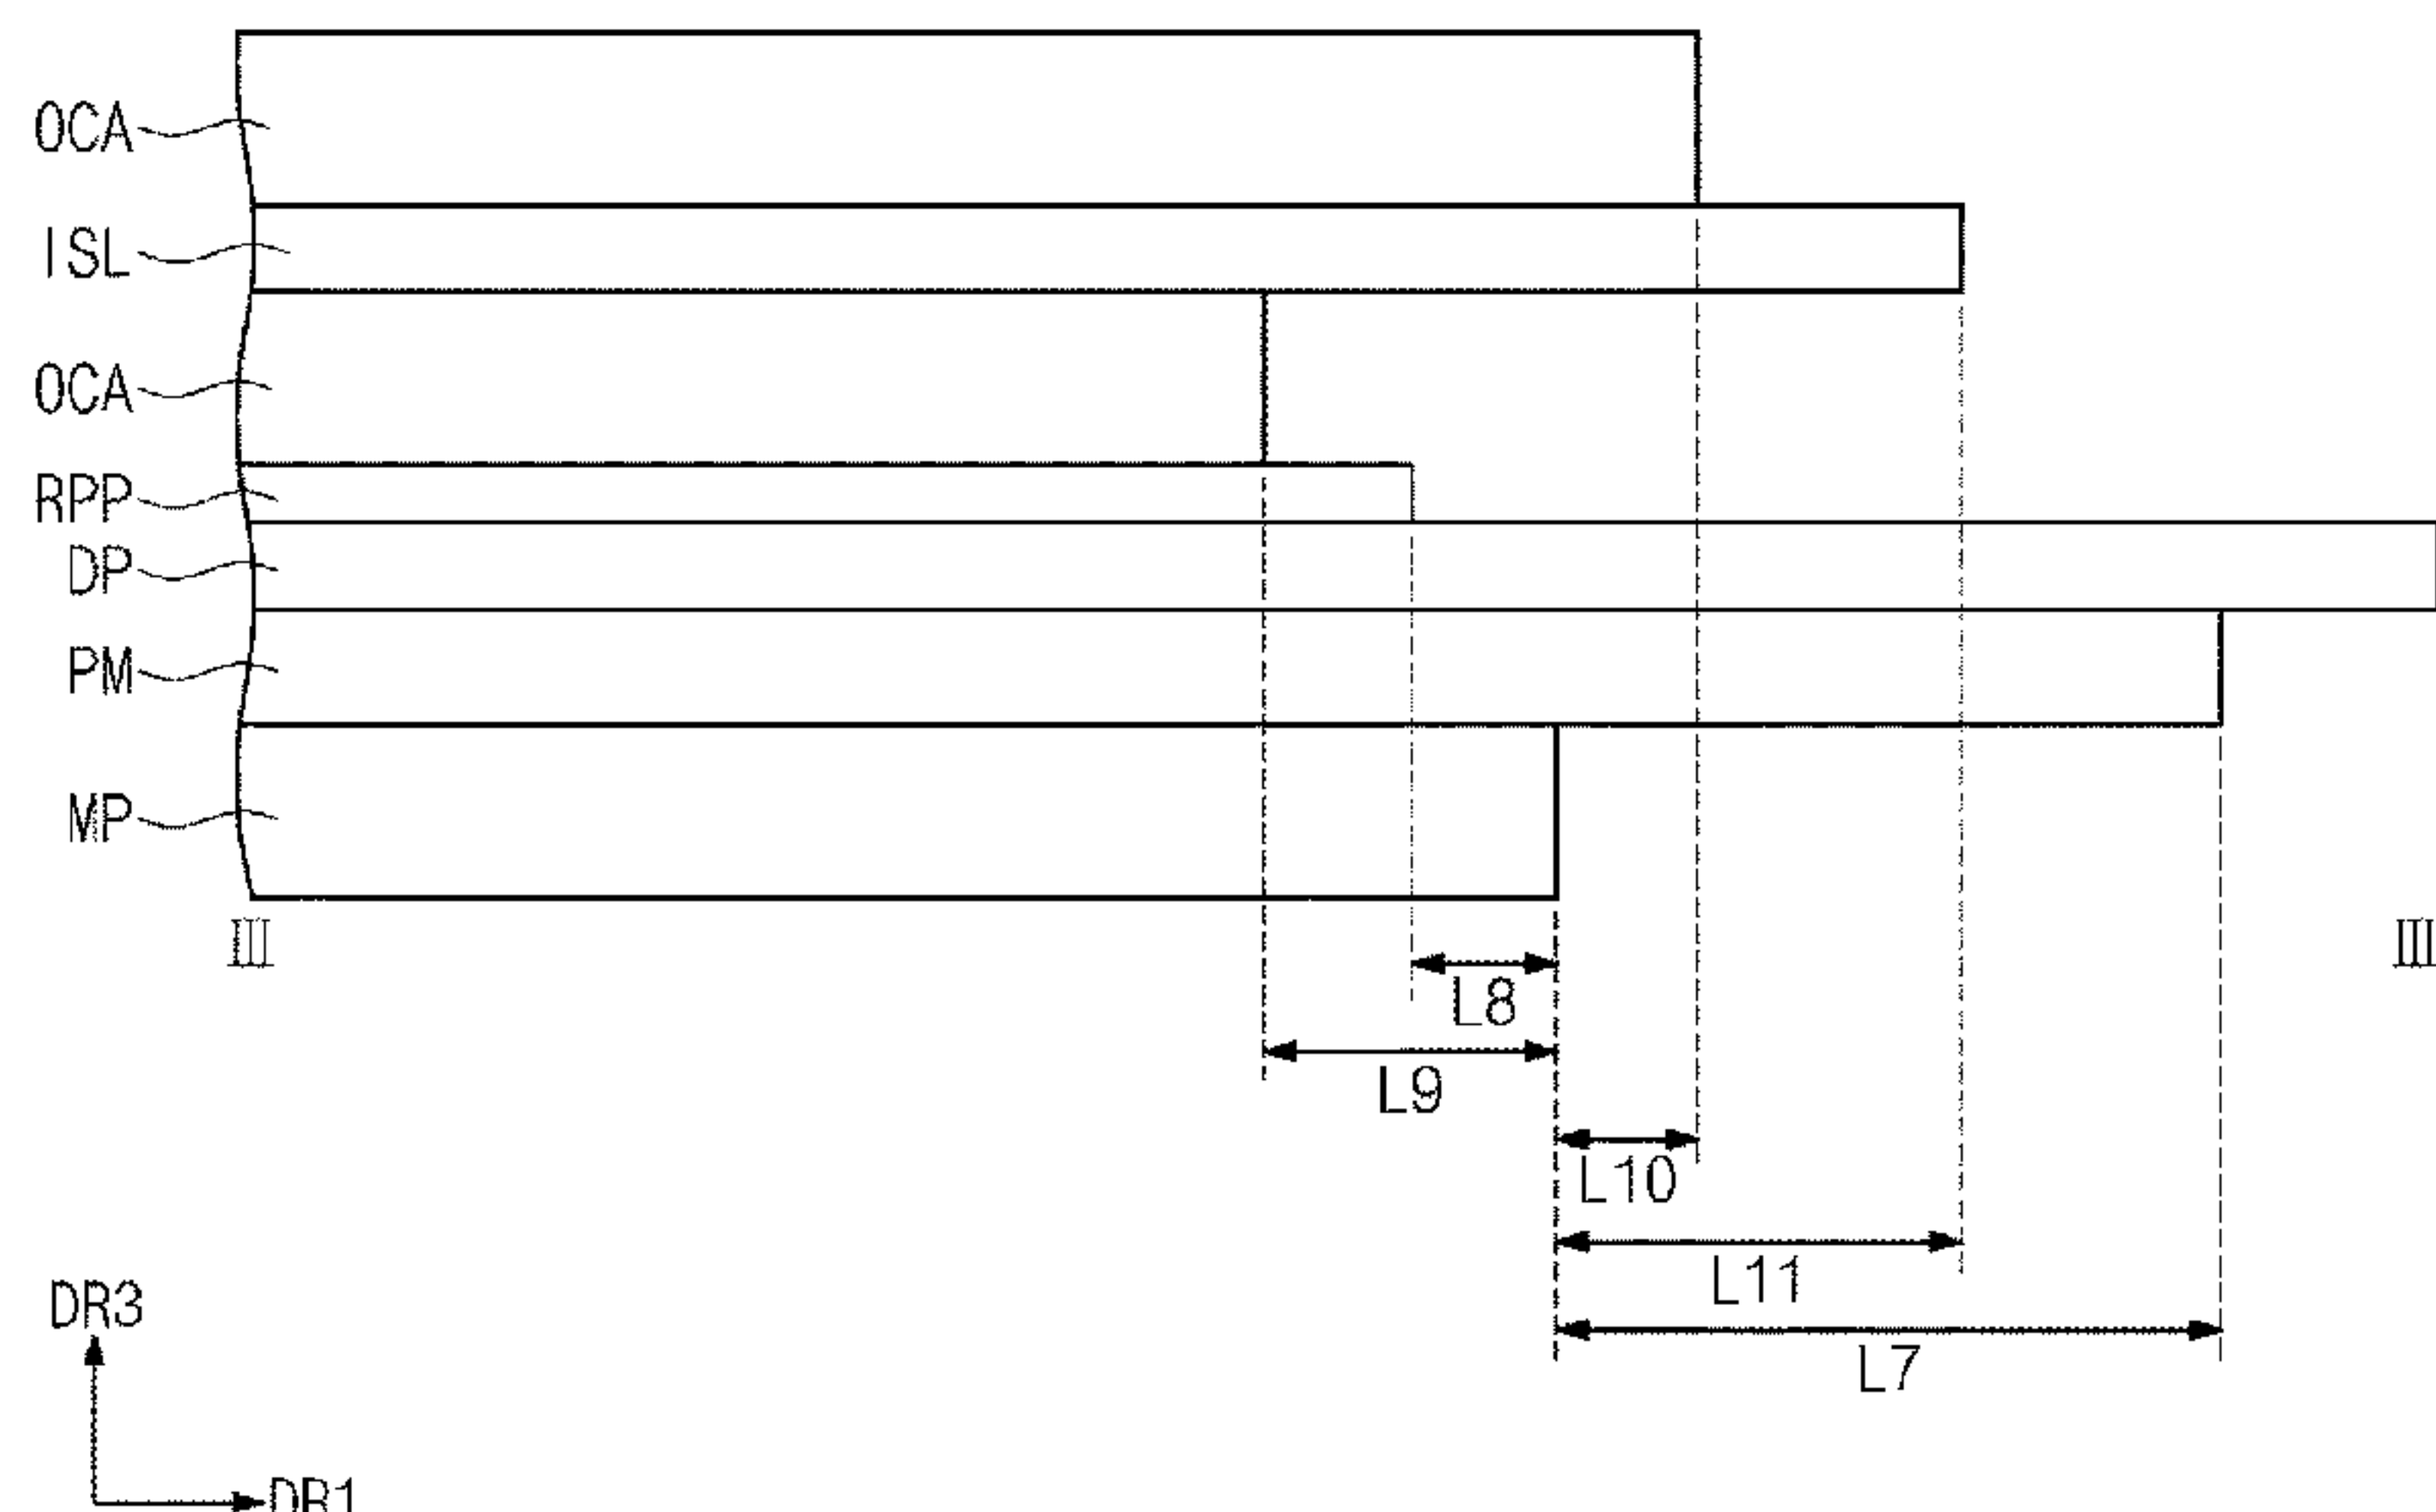 OCA
ISL
OCA
RPP
DP
PM
MP
III III
L8
L9
L10
L11
L7
DR3
DR1